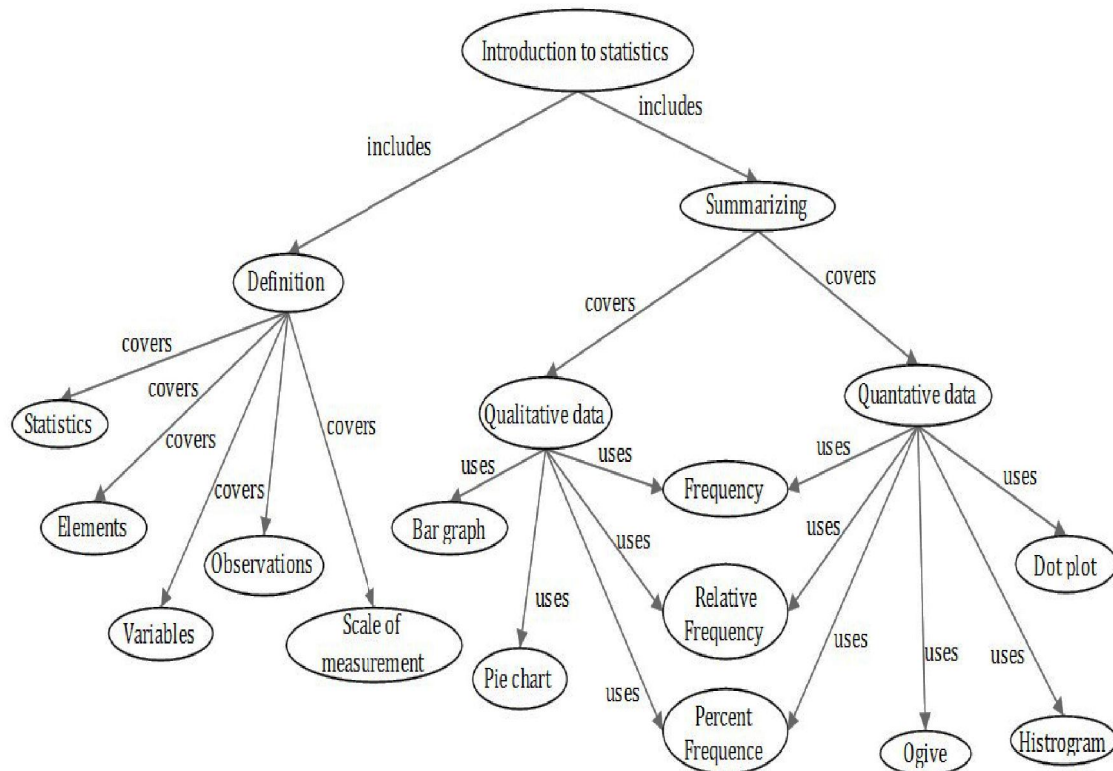 Introduction to statistics
includes
includes
Summarizing
Definition
covers
covers
covers
covers
covers
covers
covers
Statistics
Elements
Variables
Observations
Scale of
measurement
Qualitative data
Quantative data
uses
uses
uses
uses
uses
uses
uses
uses
uses
uses
uses
Bar graph
Pie chart
Frequency
Relative
Frequency
Percent
Frequence
Ogive
Histrogram
Dot plot